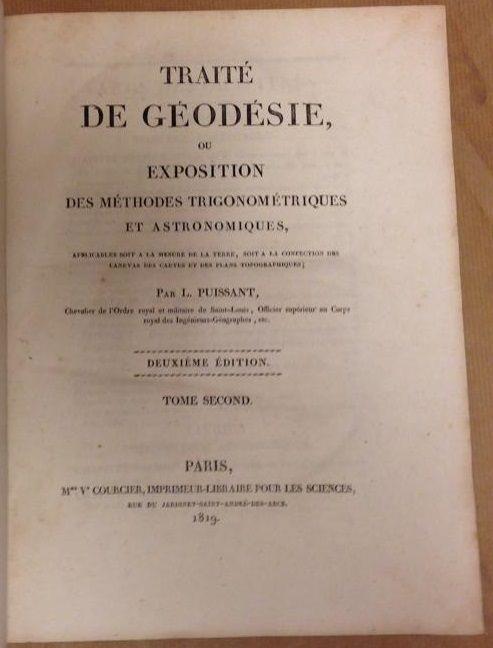 TRAITÉ
DE GÉODÉSIE,
OU
EXPOSITION
DES MÉTHODES TRIGONOMÉTRIQUES
ET ASTRONOMIQUES,
APPLICABLES SOIT A LA MESURE DE LA TERRE, SOIT A LA CONFECTION DES
CANEVAS DES CARTES ET DES PLANS TOPOGRAPHIQUES;
PAR L. PUISSANT,
Chevalier de l'Ordre royal et militaire de Saint-Louis, Officier supérieur au Corps
royal des Ingénieurs-Géographes, etc.
DEUXIÈME ÉDITION.
TOME SECOND.
PARIS,
Mme Ve COURCIER, IMPRIMEUR-LIBRAIRE POUR LES SCIENCES,
RUE DU JARDINET-SAINT-ANDRÉ-DES-ARCS.
1819.